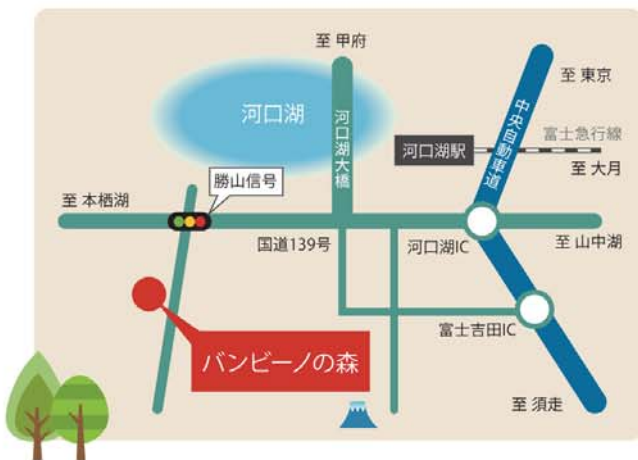 至 甲府
至 東京
河口湖
河口湖大橋
中央自動車道
富士急行線
河口湖駅
至 大月
勝山信号
至 本栖湖
国道139号
河口湖IC
至 山中湖
富士吉田IC
バンビーノの森
至 須走